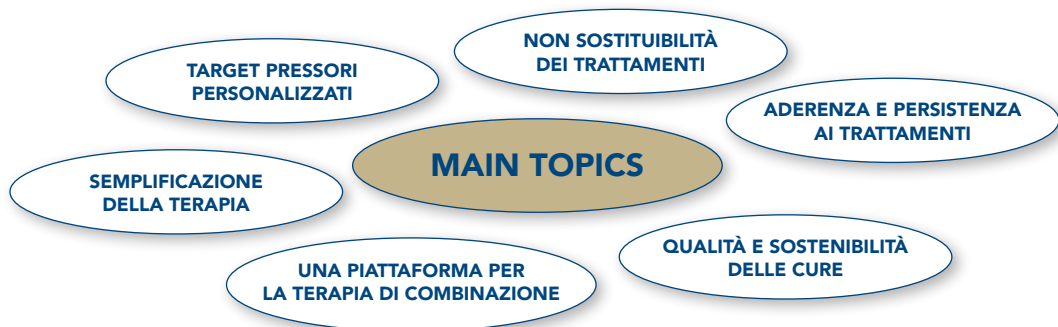 NON SOSTITUIBILITÀ
DEI TRATTAMENTI
TARGET PRESSORI
PERSONALIZZATI
ADERENZA E PERSISTENZA
AI TRATTAMENTI
MAIN TOPICS
SEMPLIFICAZIONE
DELLA TERAPIA
QUALITÀ E SOSTENIBILITÀ
DELLE CURE
UNA PIATTAFORMA PER
LA TERAPIA DI COMBINAZIONE